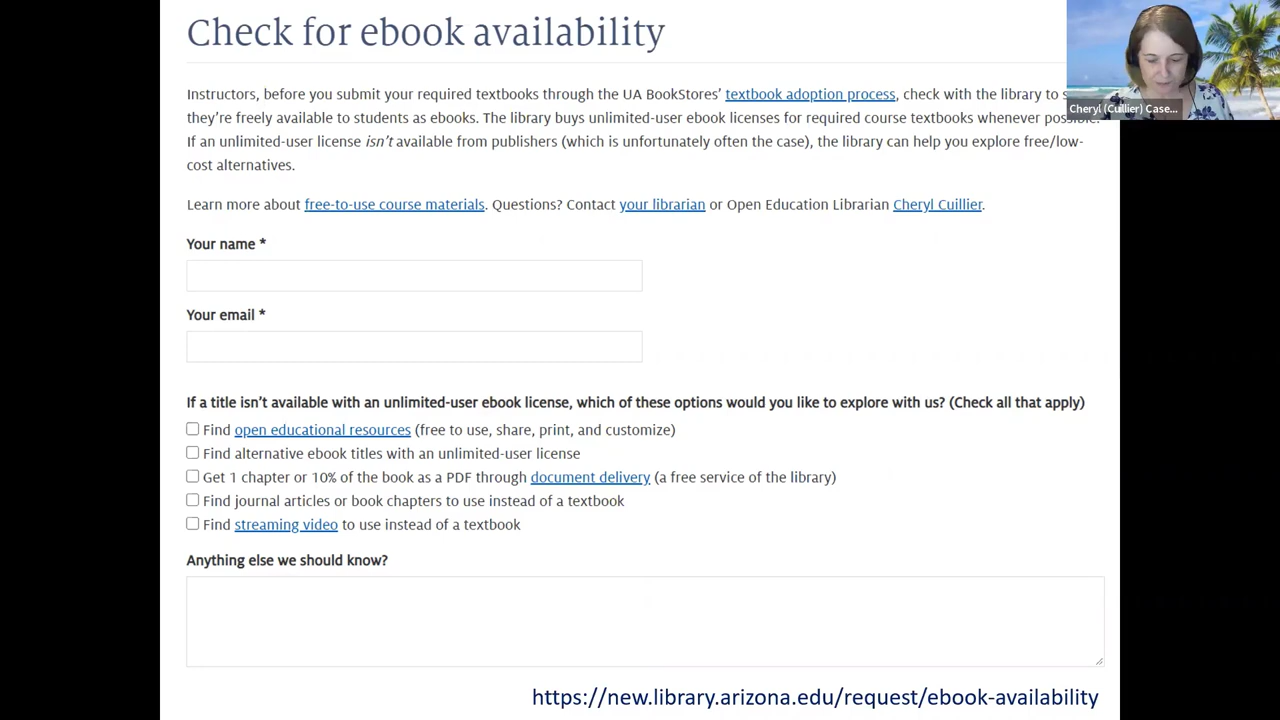 Check for ebook availability
Instructors, before you submit your required textbooks through the UA BookStores' textbook adoption process, check with the library to s
they're freely available to students as ebooks. The library buys unlimited-user ebook licenses for required course textbooks whenever possible.
If an unlimited-user license isn't available from publishers (which is unfortunately often the case), the library can help you explore free/low-
cost alternatives.
Learn more about free-to-use course materials. Questions? Contact your librarian or Open Education Librarian Cheryl Cuillier.
Your name *
Your email *
If a title isn't available with an unlimited-user ebook license, which of these options would you like to explore with us? (Check all that apply)
Find open educational resources (free to use, share, print, and customize)
Find alternative ebook titles with an unlimited-user license
Get 1 chapter or 10% of the book as a PDF through document delivery (a free service of the library)
Find journal articles or book chapters to use instead of a textbook
Find streaming video to use instead of a textbook
Anything else we should know?
https://new.library.arizona.edu/request/ebook-availability
Cheryl (Cuillier) Case...